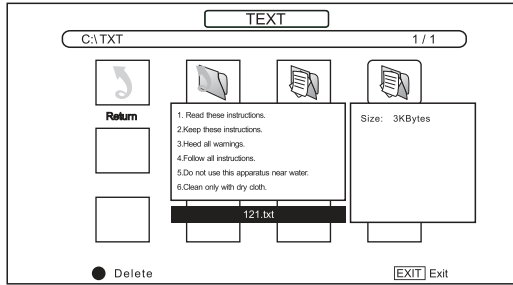 TEXT
C:\ TXT 1 / 1
Return
1. Read these instructions.
2.Keep these instructions.
3.Heed all warnings.
4.Follow all instructions.
5.Do not use this apparatus near water.
6.Clean only with dry cloth.
Size: 3KBytes
121.txt
Delete EXIT Exit